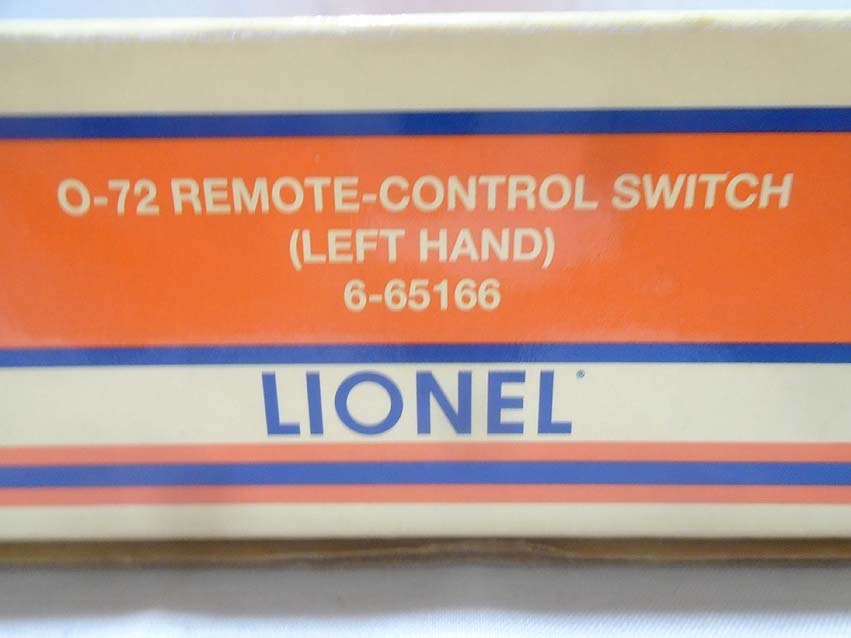 O-72 REMOTE-CONTROL SWITCH
(LEFT HAND)
6-65166
LIONEL®